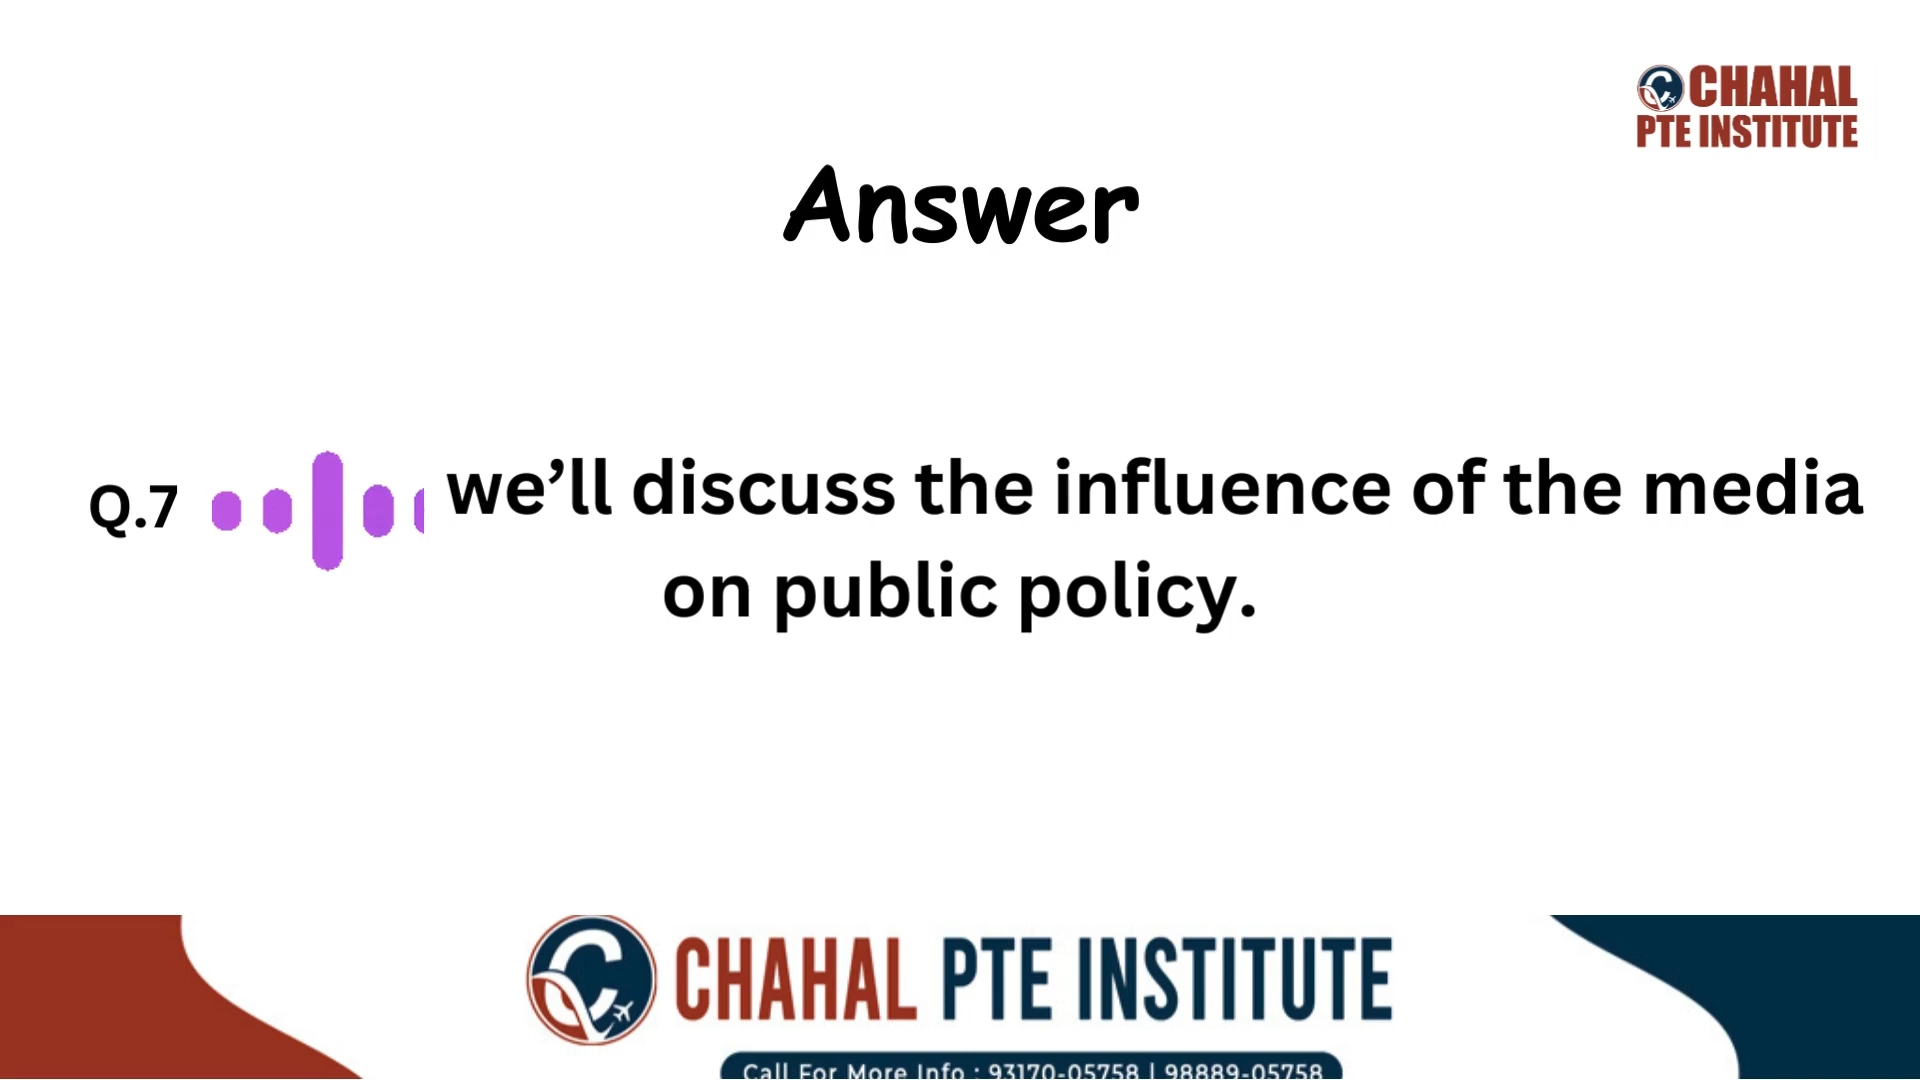 CHAHAL
PTE INSTITUTE
Answer
Q.7 we’ll discuss the influence of the media
on public policy.
CHAHAL PTE INSTITUTE
Call For More Info : 93170-05758 | 98889-05758